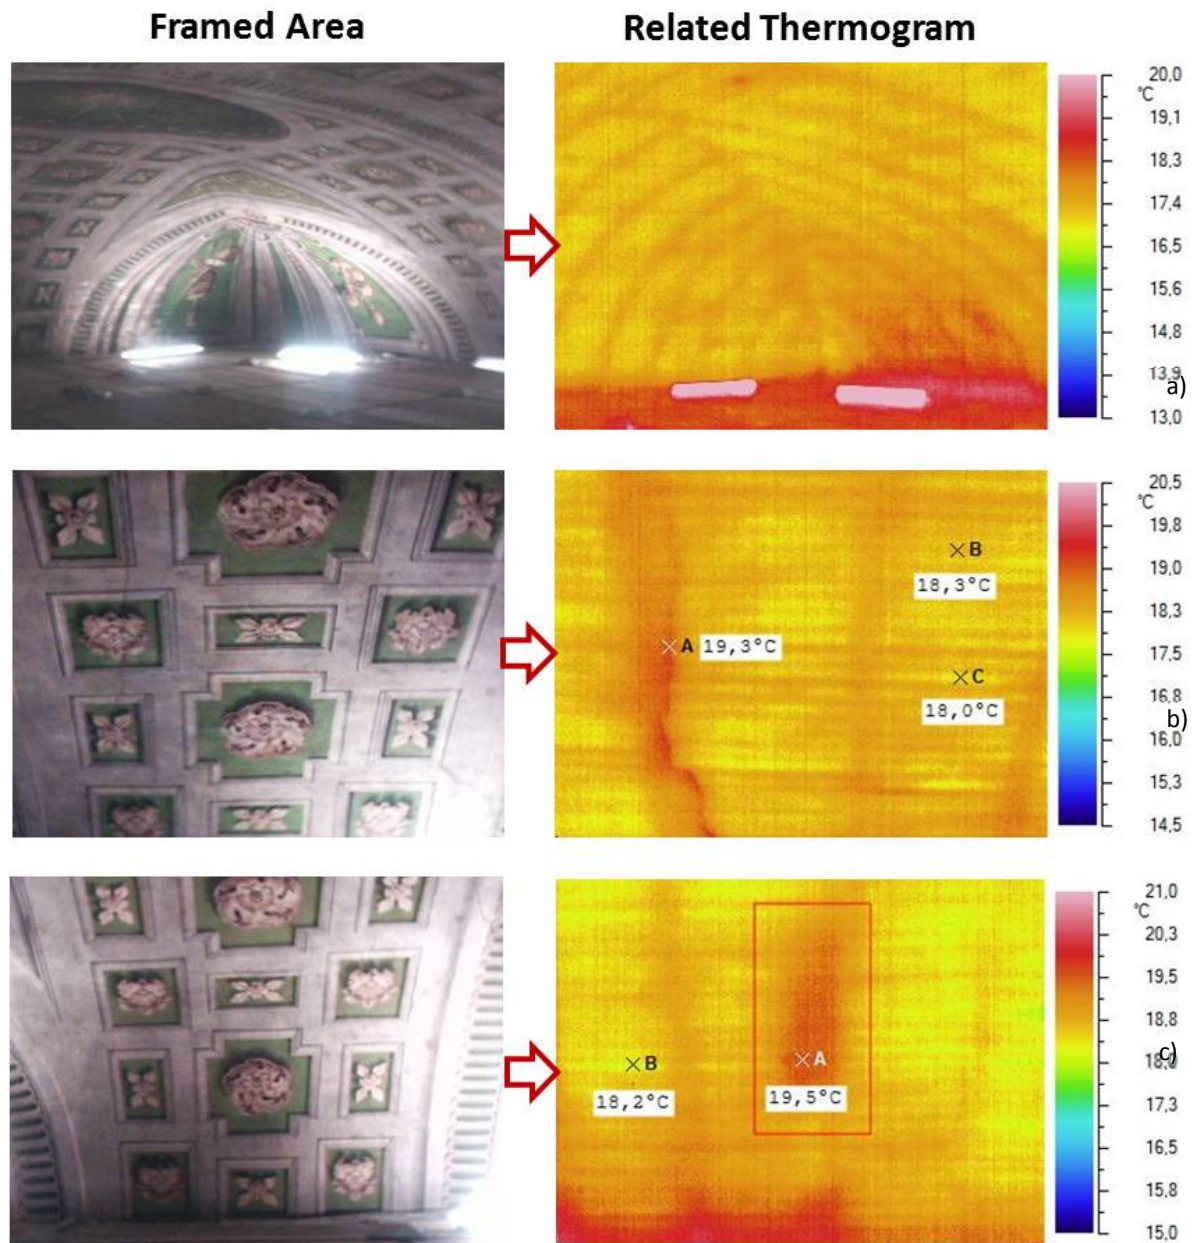 Framed Area
Related Thermogram
20,0
°C
19,1
18,3
17,4
16,5
15,6
14,8
13,9
a)
13,0
20,5
°C
19,8
19,0
18,3
17,5
16,8
b)
16,0
15,3
14,5
B
18,3°C
A 19,3°C
C
18,0°C
21,0
°C
20,3
19,5
18,8
c)
18,0
17,3
16,5
15,8
15,0
B
18,2°C
A
19,5°C